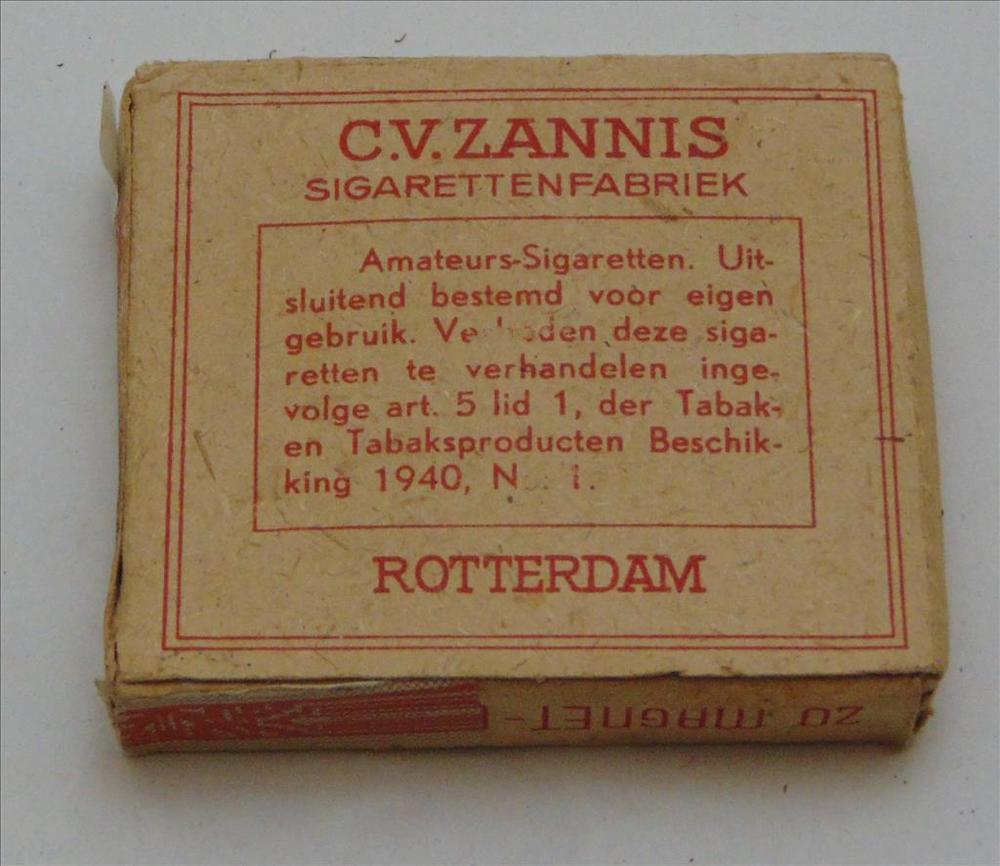 C.V. ZANNIS
SIGARETTENFABRIEK
Amateurs-Sigaretten. Uit-
sluitend bestemd voor eigen
gebruik. deze siga-
retten te verhandelen inge-
volge art. 5 lid 1, der Tabak-
en Tabaksproducten Beschik-
king 1940, 
ROTTERDAM
ZU MAGNET-